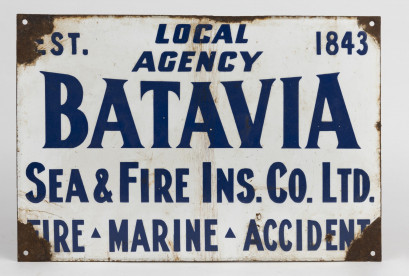 EST. LOCAL AGENCY 1843
BATAVIA
SEA & FIRE INS. CO. LTD.
FIRE ▲ MARINE ▲ ACCIDENT